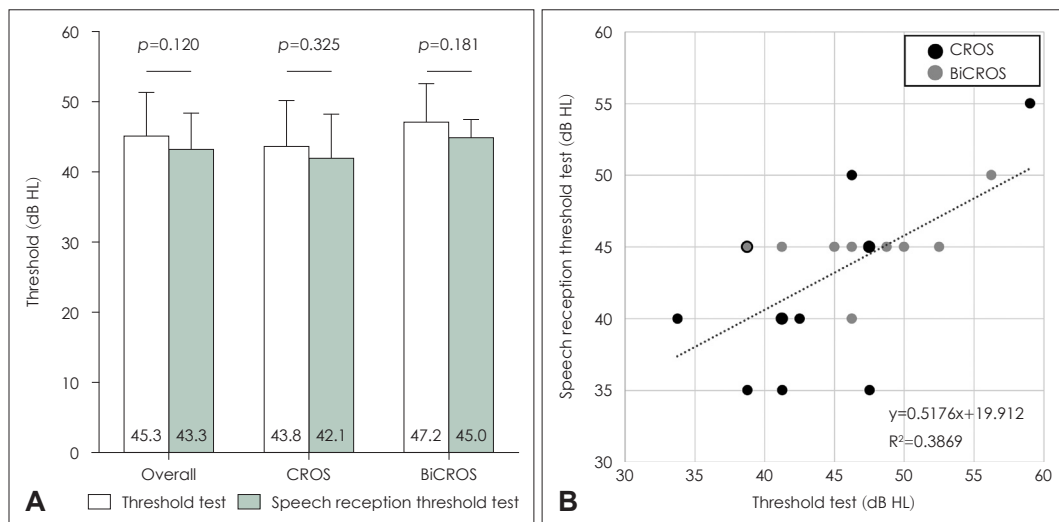 60
50
40
30
20
10
0
Threshold (dB HL)
p=0.120
p=0.325
p=0.181
45.3 43.3
43.8 42.1
47.2 45.0
Overall
CROS
BiCROS
A
Threshold test
Speech reception threshold test
60
55
50
45
40
35
30
Speech reception threshold test (dB HL)
CROS
BiCROS
y=0.5176x+19.912
R²=0.3869
30 40 50 60
B
Threshold test (dB HL)